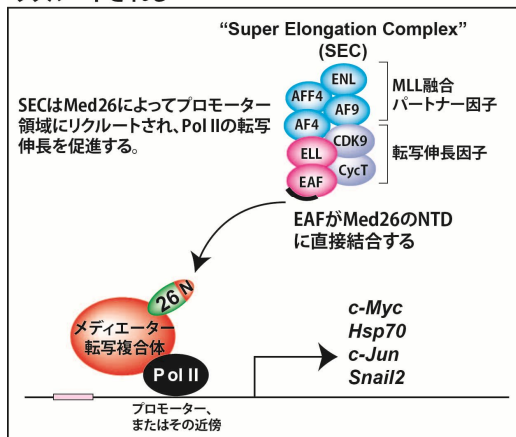 “Super Elongation Complex”
(SEC)
SECはMed26によってプロモーター
領域にリクルートされ、Pol IIの転写
伸長を促進する。
ENL
AFF4
AF9
AF4
CDK9
ELL
CycT
EAF
MLL融合
パートナー因子
転写伸長因子
EAFがMed26のNTD
に直接結合する
26 N
メディエーター
転写複合体
Pol II
プロモーター、
またはその近傍
c-Myc
Hsp70
c-Jun
Snail2